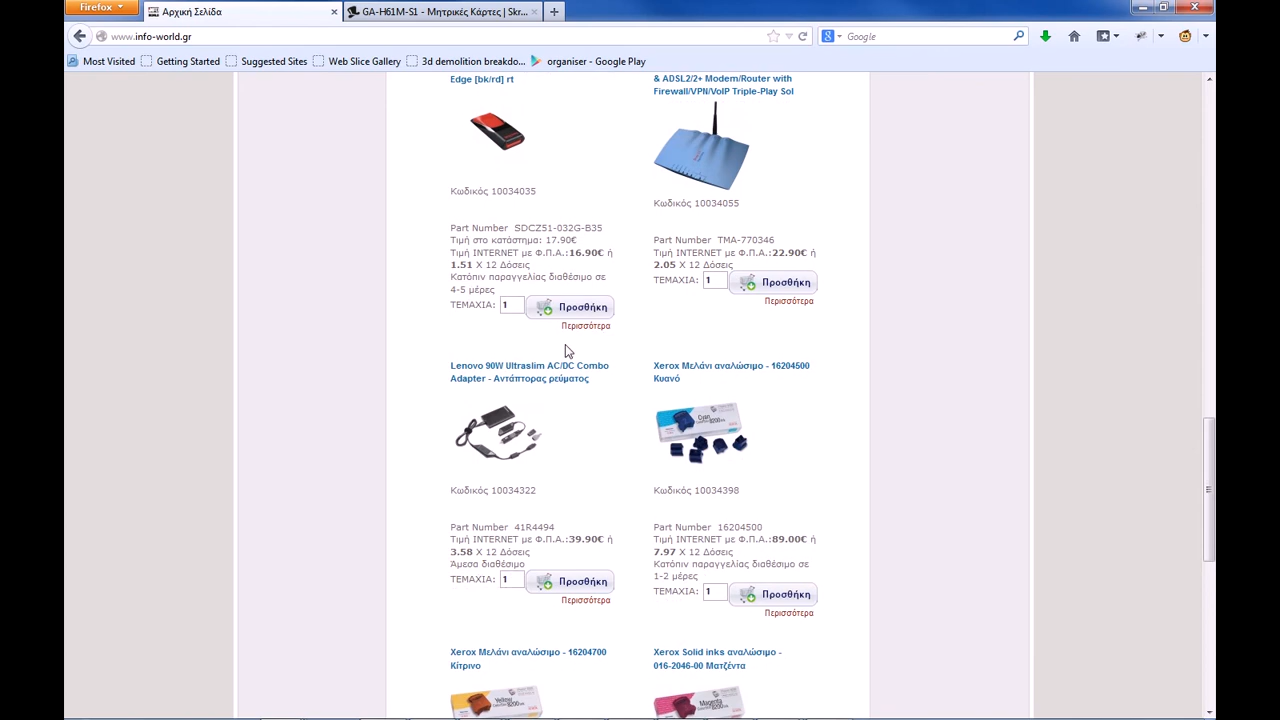 Firefox
Αρχική Σελίδα
GA-H61M-S1 - Μητρικές Κάρτες | Skr...
www.info-world.gr
Google
Most Visited
Getting Started
Suggested Sites
Web Slice Gallery
3d demolition breakdo...
organiser - Google Play
Edge [bk/rd] rt
Κωδικός 10034035
Part Number SDCZ51-032G-B35
Τιμή στο κατάστημα: 17.90€
Τιμή INTERNET με Φ.Π.Α.:16.90€ ή
1.51 X 12 Δόσεις
Κατόπιν παραγγελίας διαθέσιμο σε
4-5 μέρες
ΤΕΜΑΧΙΑ: 1 Προσθήκη
Περισσότερα
& ADSL2/2+ Modem/Router with
Firewall/VPN/VoIP Triple-Play Sol
Κωδικός 10034055
Part Number TMA-770346
Τιμή INTERNET με Φ.Π.Α.:22.90€ ή
2.05 X 12 Δόσεις
ΤΕΜΑΧΙΑ: 1 Προσθήκη
Περισσότερα
Lenovo 90W Ultraslim AC/DC Combo
Adapter - Αντάπτορας ρεύματος
Κωδικός 10034322
Part Number 41R4494
Τιμή INTERNET με Φ.Π.Α.:39.90€ ή
3.58 X 12 Δόσεις
Άμεσα διαθέσιμο
ΤΕΜΑΧΙΑ: 1 Προσθήκη
Περισσότερα
Xerox Μελάνι αναλώσιμο - 16204500
Κυανό
Cyan
Κωδικός 10034398
Part Number 16204500
Τιμή INTERNET με Φ.Π.Α.:89.00€ ή
7.97 X 12 Δόσεις
Κατόπιν παραγγελίας διαθέσιμο σε
1-2 μέρες
ΤΕΜΑΧΙΑ: 1 Προσθήκη
Περισσότερα
Xerox Μελάνι αναλώσιμο - 16204700
Κίτρινο
Yellow
Xerox Solid inks αναλώσιμο -
016-2046-00 Ματζέντα
Magenta